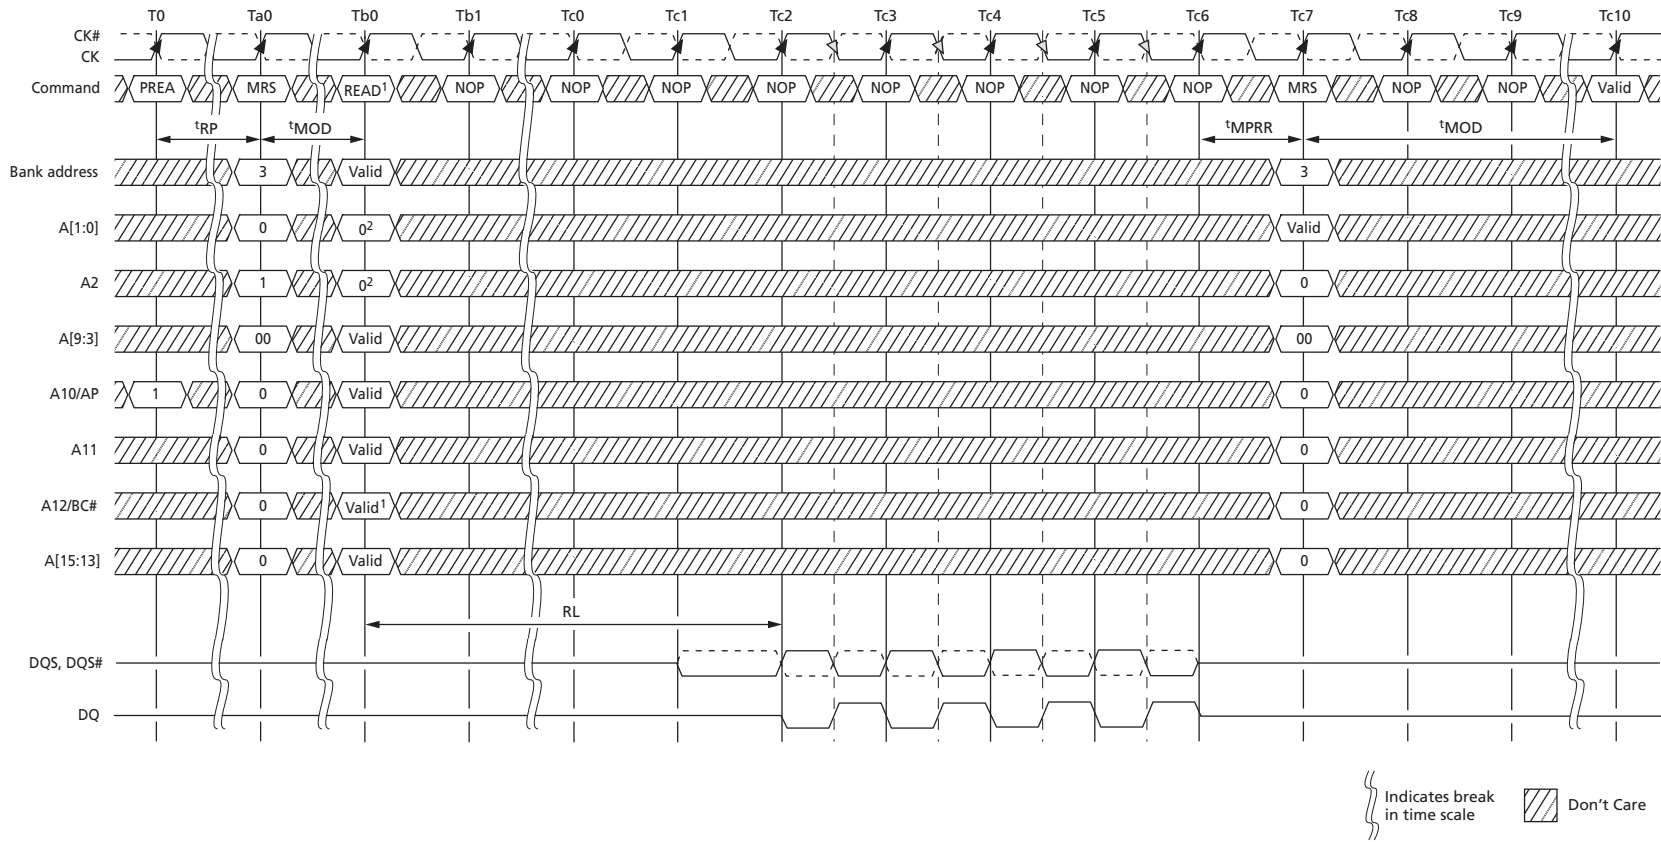 T0 Ta0 Tb0 Tb1 Tc0 Tc1 Tc2 Tc3 Tc4 Tc5 Tc6 Tc7 Tc8 Tc9 Tc10
CK#
CK
Command PREA MRS READ1 NOP NOP NOP NOP NOP NOP NOP NOP MRS NOP NOP Valid
tRP tMOD tMPRR tMOD
Bank address 3 Valid 3
A[1:0] 0 02 Valid
A2 1 02 0
A[9:3] 00 Valid 00
A10/AP 1 0 Valid 0
A11 0 Valid 0
A12/BC# 0 Valid1 0
A[15:13] 0 Valid 0
RL
DQS, DQS#
DQ
Indicates break
in time scale
Don't Care